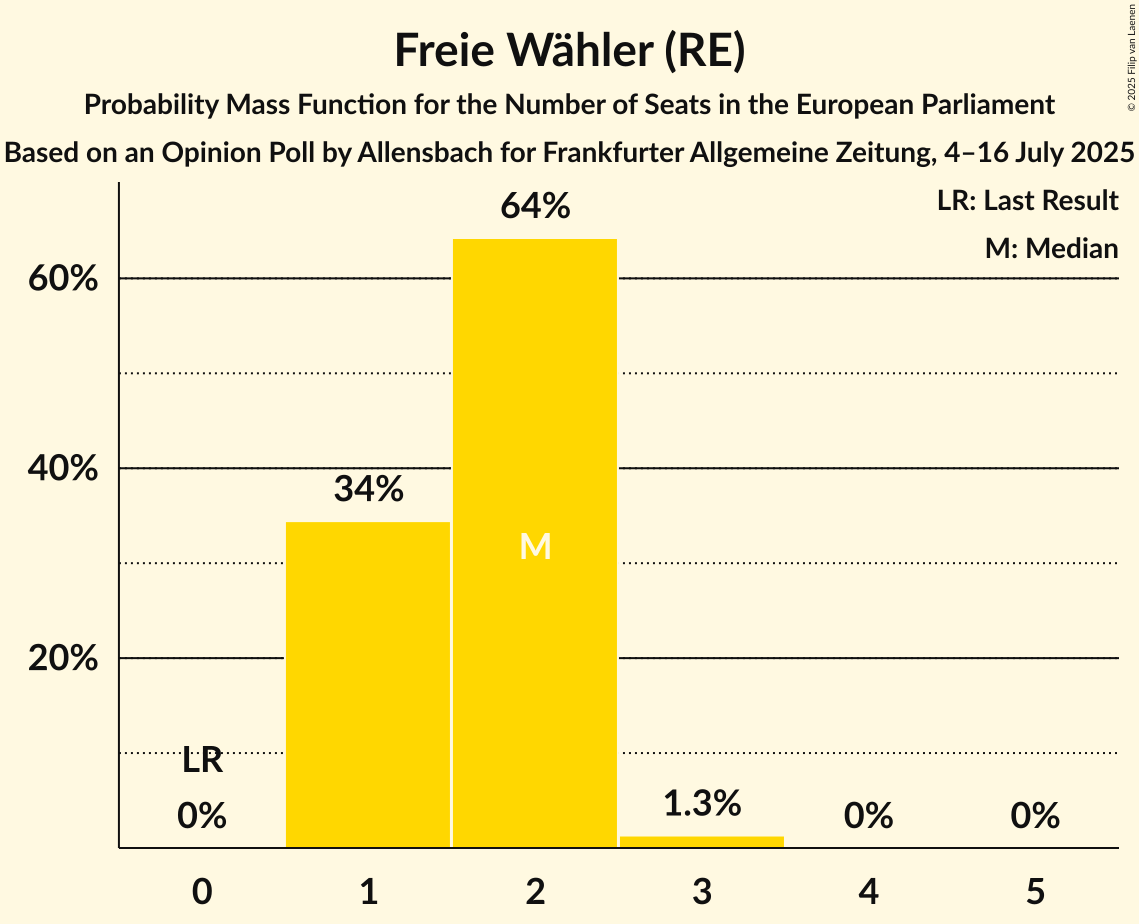 Freie Wähler (RE)
Probability Mass Function for the Number of Seats in the European Parliament
Based on an Opinion Poll by Allensbach for Frankfurter Allgemeine Zeitung, 4–16 July 2025
© 2025 Filip van Laenen
LR: Last Result
M: Median
64%
60%
40%
34%
M
20%
LR
0%
1.3%
0%
0%
0
1
2
3
4
5